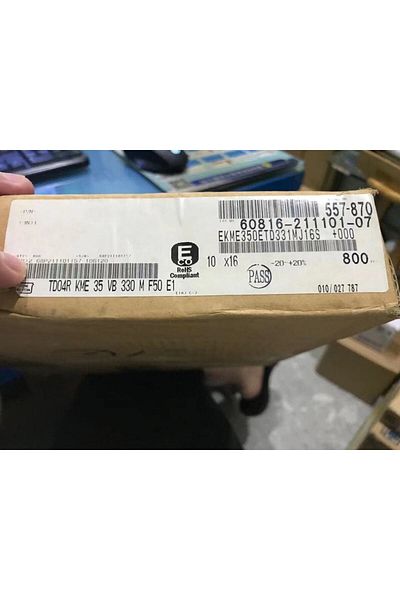 557-870
60816-211101-07
EKME350ETD331MJ16S +000
E
CO
RoHS
Compliant
10 X16
-20-+20%
800
PASS
TD04R KME 35 VB 330 M F50 E1
010/027 787